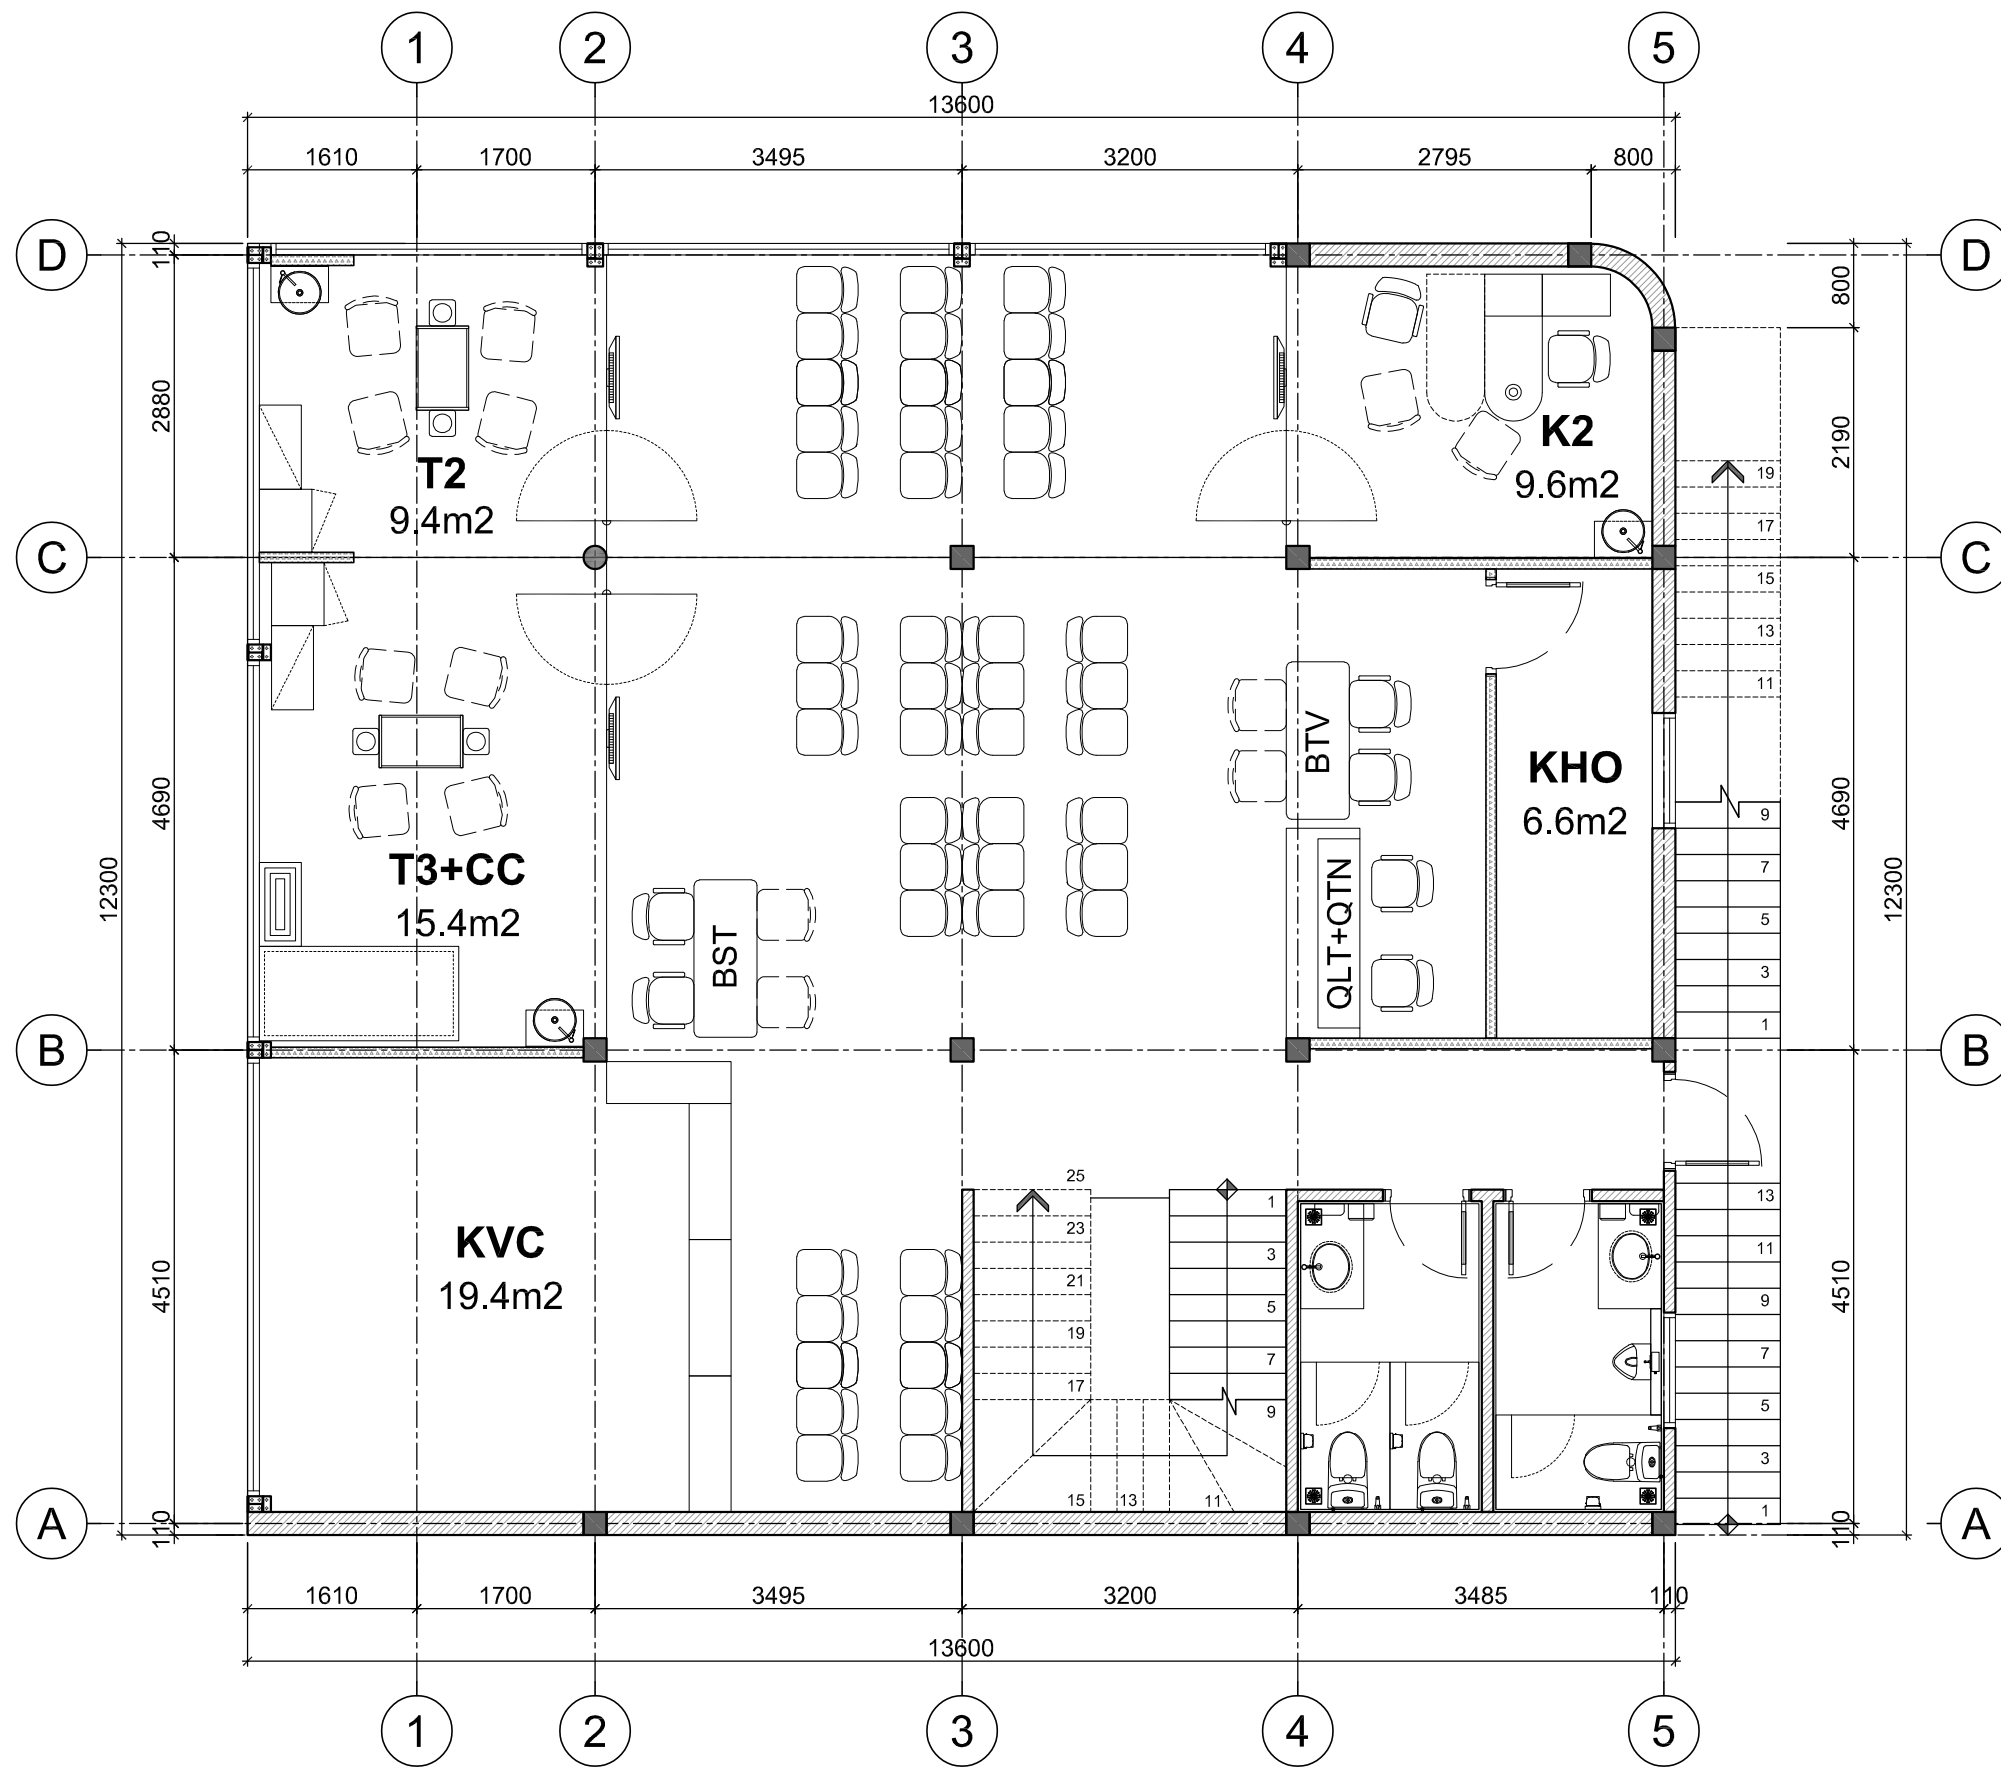 1 2 3 4 5
13600
1610 1700 3495 3200 2795 800
D D
110
800
2880
2190
T2
9.4m2
K2
9.6m2
19
17
C C
15
13
11
4690
4690
12300
12300
BTV
KHO
6.6m2
9
7
5
3
1
T3+CC
15.4m2
BST
QLT+QTN
B B
4510
4510
KVC
19.4m2
25
23
21
19
17
15
13
11
1
3
5
7
9
13
11
9
7
5
3
1
A A
110
110
1610 1700 3495 3200 3485 110
13600
1 2 3 4 5